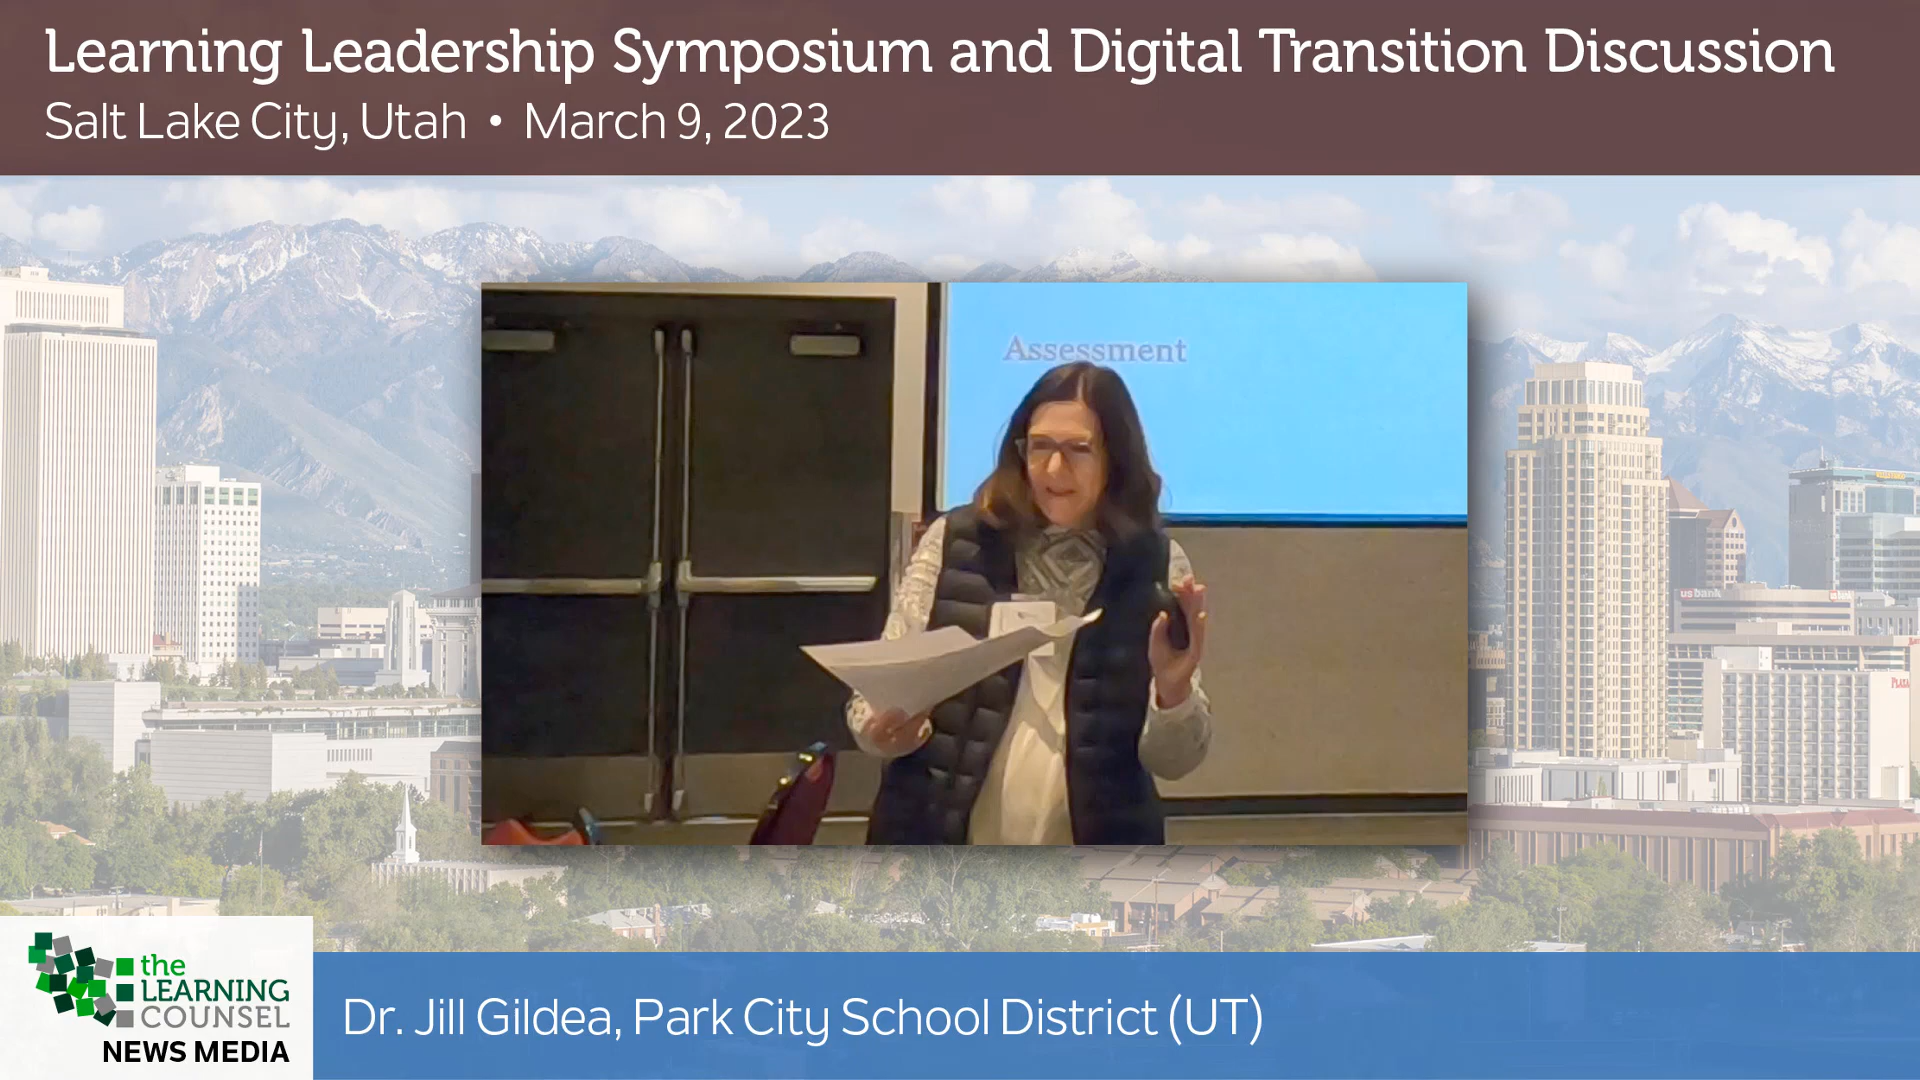 Learning Leadership Symposium and Digital Transition Discussion
Salt Lake City, Utah • March 9, 2023
Assessment
usbank
the
LEARNING
COUNSEL
NEWS MEDIA
Dr. Jill Gildea, Park City School District (UT)